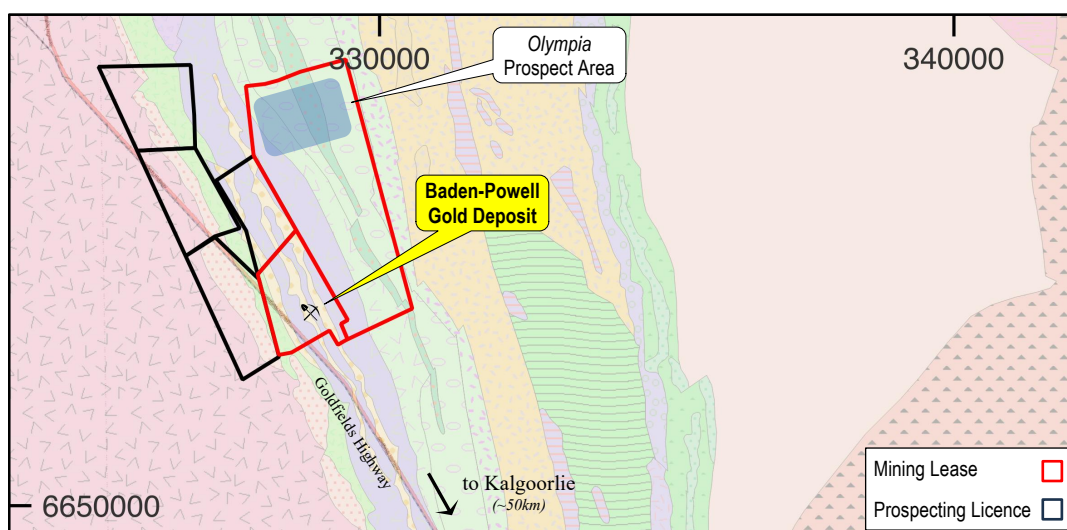 330000
340000
Olympia
Prospect Area
Baden-Powell
Gold Deposit
Goldfields Highway
to Kalgoorlie
(~50km)
6650000
Mining Lease
Prospecting Licence